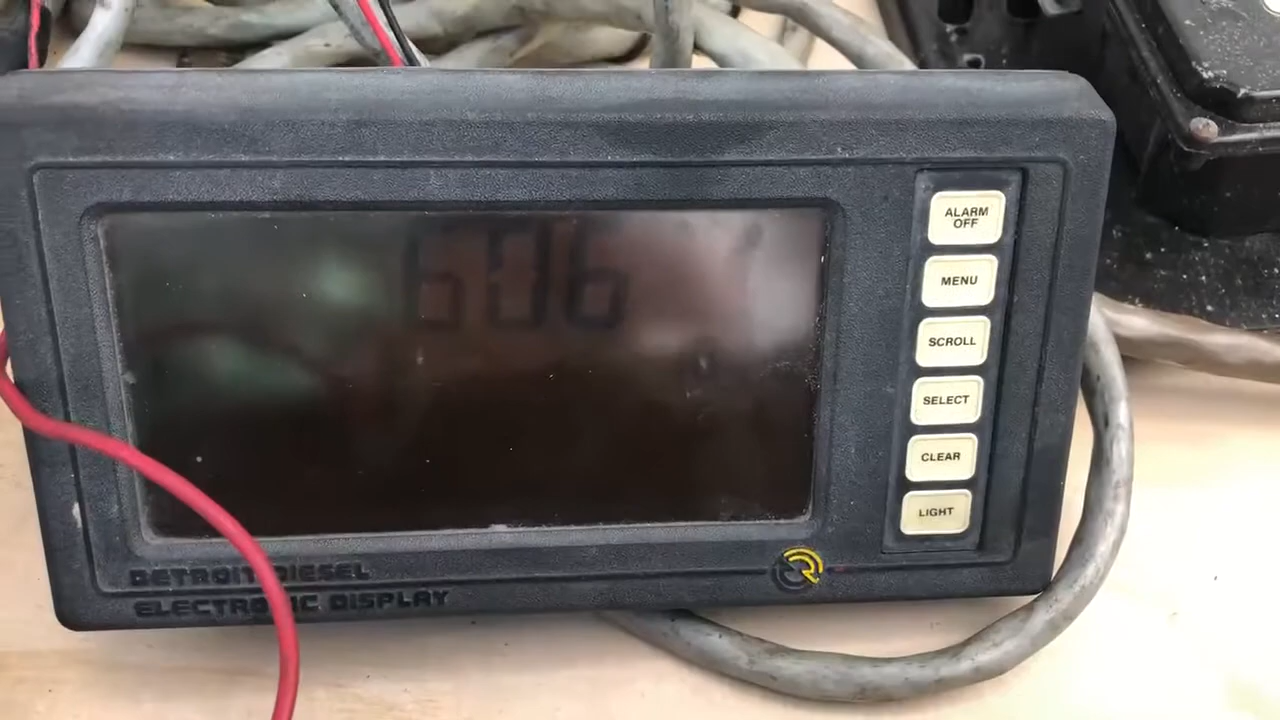 606
ALARM
OFF
MENU
SCROLL
SELECT
CLEAR
LIGHT
DETROIT DIESEL
ELECTRONIC DISPLAY